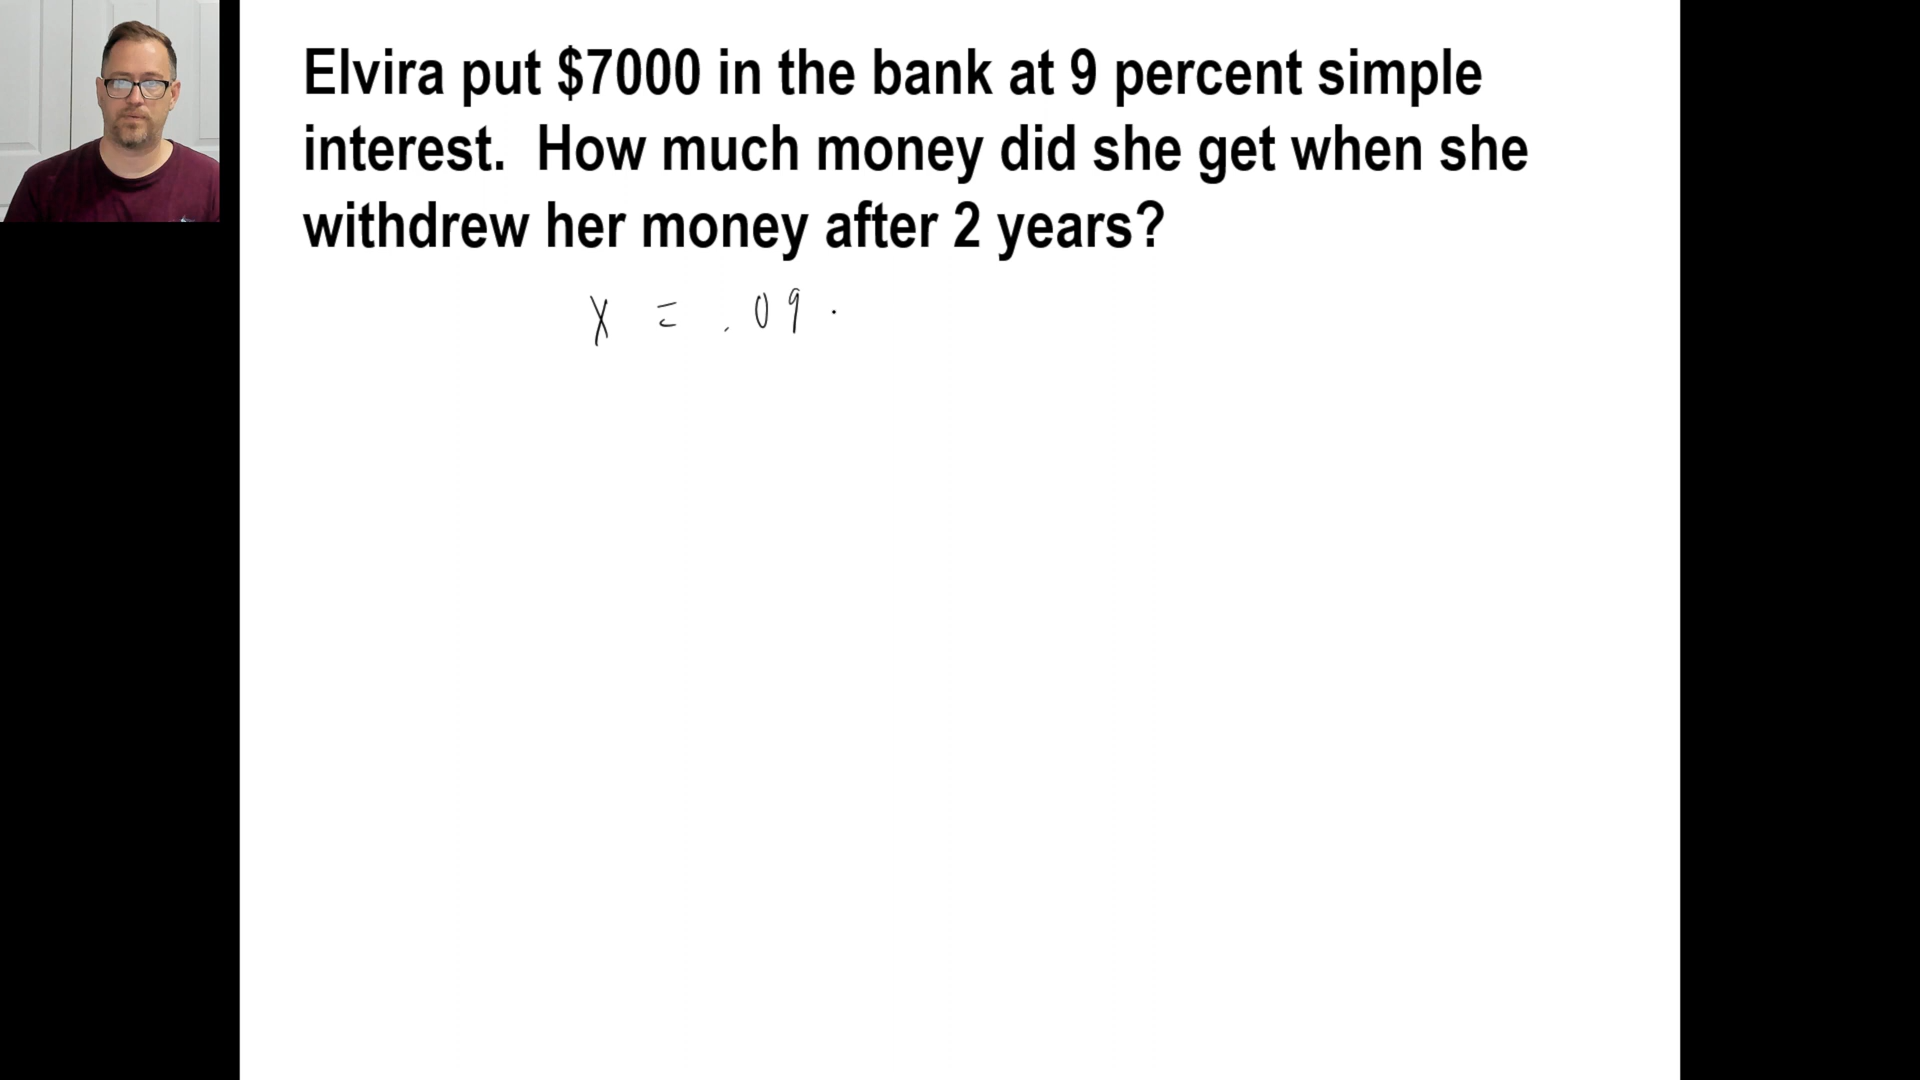 Elvira put $7000 in the bank at 9 percent simple
interest. How much money did she get when she
withdrew her money after 2 years?
x = .09 ·